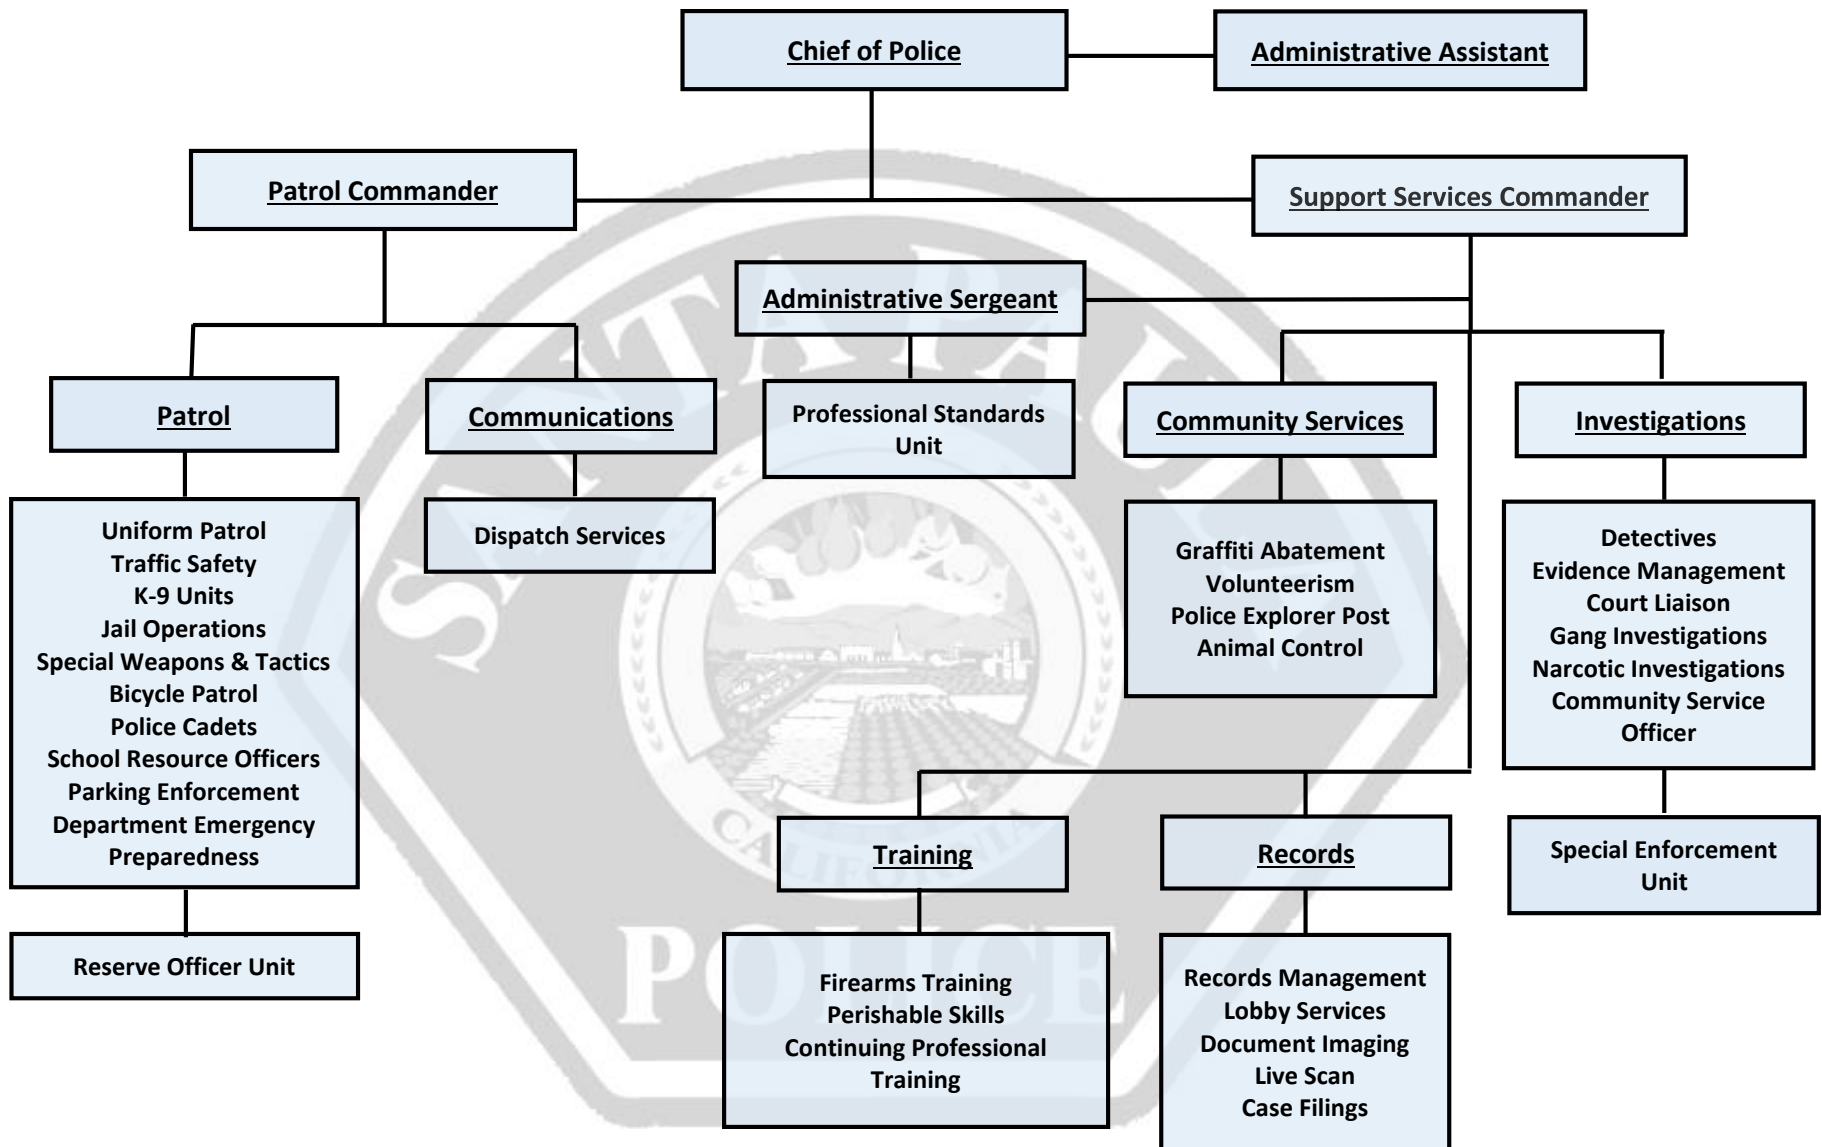 Chief of Police
Administrative Assistant
Patrol Commander
Support Services Commander
Administrative Sergeant
Patrol
Communications
Professional Standards
Unit
Community Services
Investigations
Uniform Patrol
Traffic Safety
K-9 Units
Jail Operations
Special Weapons & Tactics
Bicycle Patrol
Police Cadets
School Resource Officers
Parking Enforcement
Department Emergency
Preparedness
Dispatch Services
Graffiti Abatement
Volunteerism
Police Explorer Post
Animal Control
Detectives
Evidence Management
Court Liaison
Gang Investigations
Narcotic Investigations
Community Service
Officer
Training
Records
Special Enforcement
Unit
Reserve Officer Unit
Firearms Training
Perishable Skills
Continuing Professional
Training
Records Management
Lobby Services
Document Imaging
Live Scan
Case Filings
SANTA PAULA
CALIFORNIA
POLICE